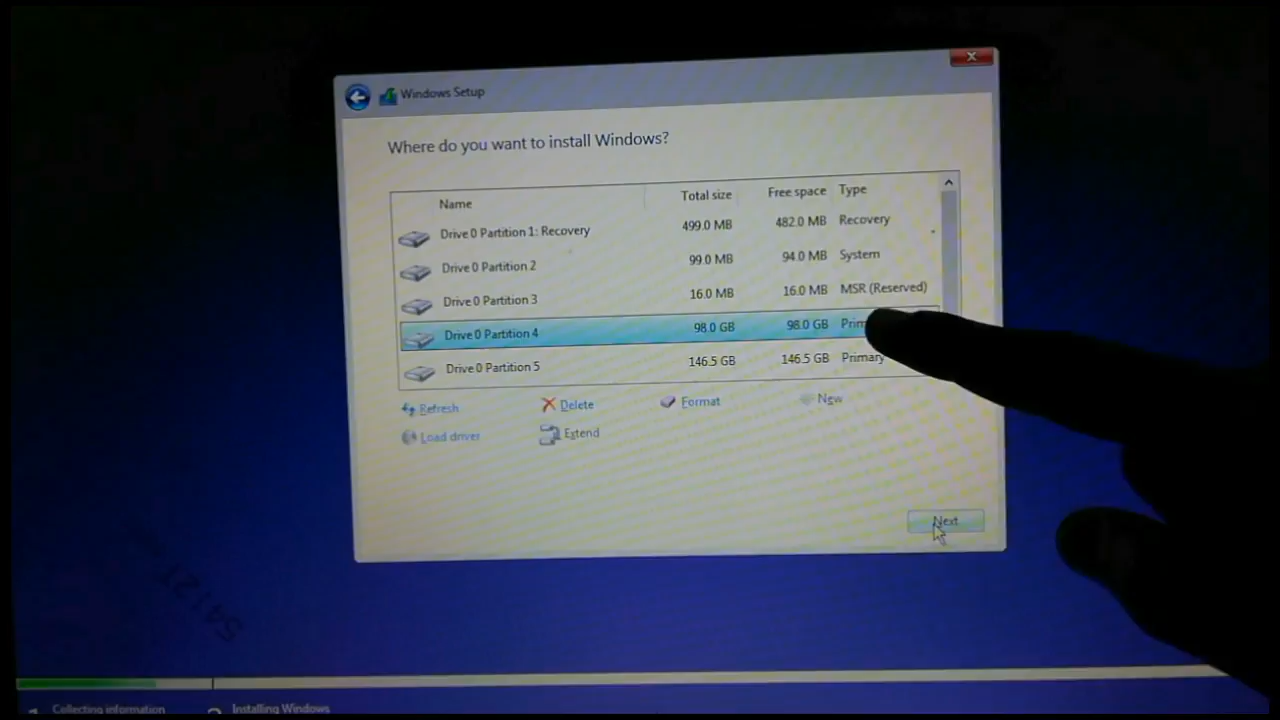 Windows Setup
Where do you want to install Windows?
Name Total size Free space Type
Drive 0 Partition 1: Recovery 499.0 MB 482.0 MB Recovery
Drive 0 Partition 2 99.0 MB 94.0 MB System
Drive 0 Partition 3 16.0 MB 16.0 MB MSR (Reserved)
Drive 0 Partition 4 98.0 GB 98.0 GB
Drive 0 Partition 5 146.5 GB 146.5 GB Primary
Refresh Delete Format New
Load driver Extend
Next
54127
Collecting information Installing Windows